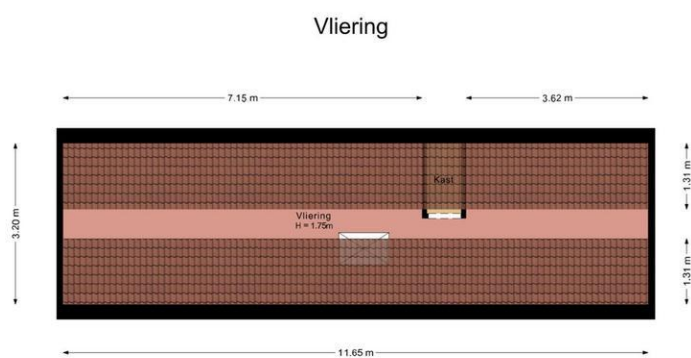 Vliering
7.15 m
3.62 m
Kast
1.31 m
3.20 m
Vliering
H = 1.75m
1.31 m
11.65 m